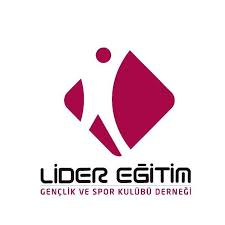 LİDER EĞİTİM
GENÇLİK VE SPOR KULÜBÜ DERNEĞİ